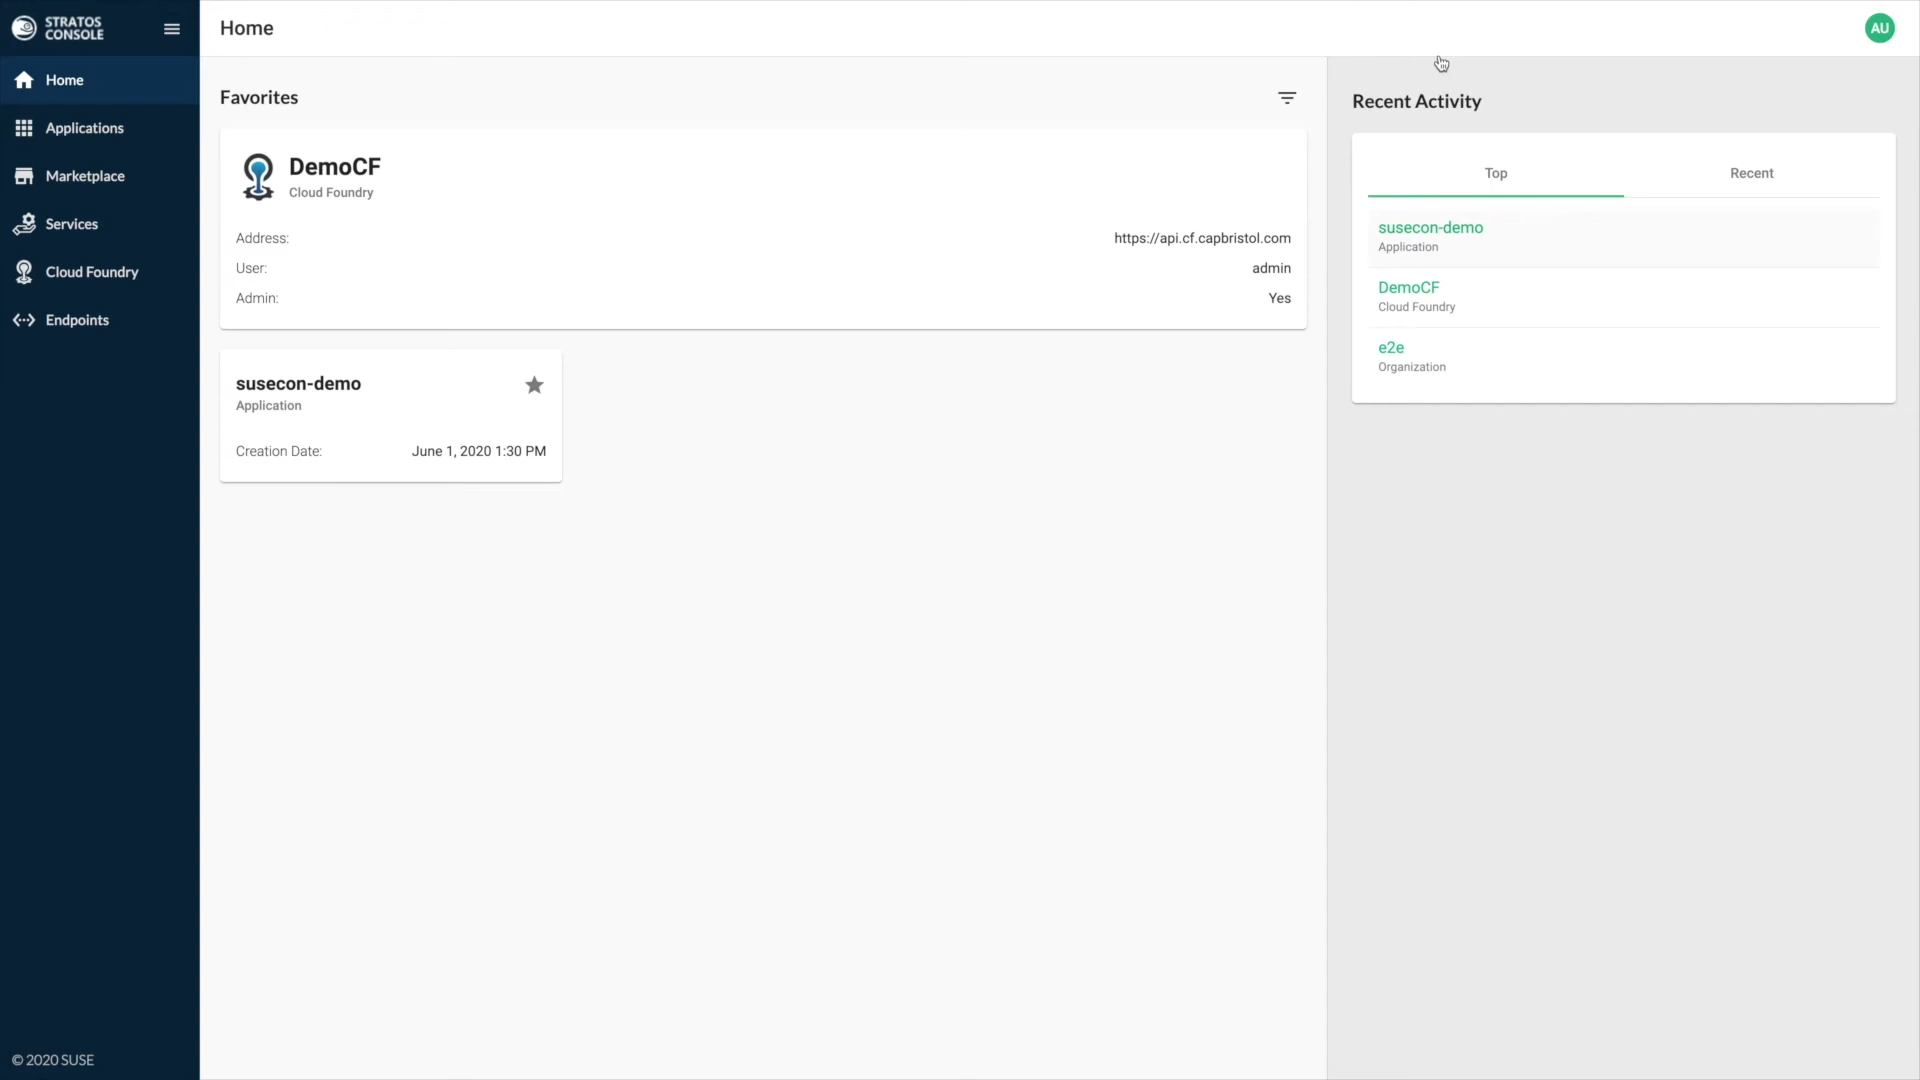 STRATOS
CONSOLE
Home
Applications
Marketplace
Services
Cloud Foundry
Endpoints
© 2020 SUSE
Home
AU
Favorites
DemoCF
Cloud Foundry
Address: https://api.cf.capbristol.com
User: admin
Admin: Yes
susecon-demo
Application
Creation Date: June 1, 2020 1:30 PM
Recent Activity
Top Recent
susecon-demo
Application
DemoCF
Cloud Foundry
e2e
Organization